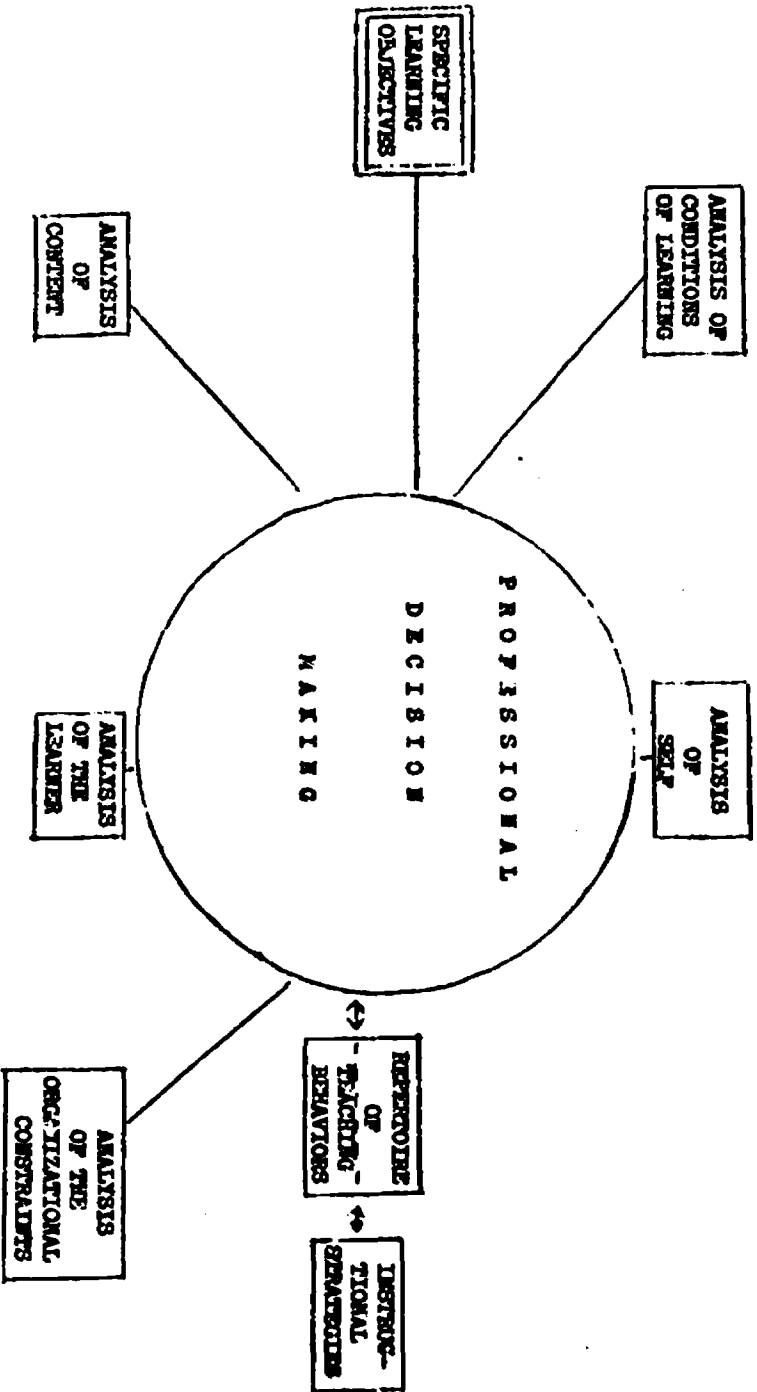 ANALYSIS OF
CONDITIONS
OF LEARNING
ANALYSIS
OF
SELF
SPECIFIC
LEARNING
OBJECTIVES
PROFESSIONAL
DECISION
MAKING
REPERTOIRE
OF
TEACHING
BEHAVIORS
INSTRUC-
TIONAL
STRATEGIES
ANALYSIS
OF
CONTENT
ANALYSIS
OF THE
LEARNER
ANALYSIS
OF THE
ORGANIZATIONAL
CONSTRAINTS